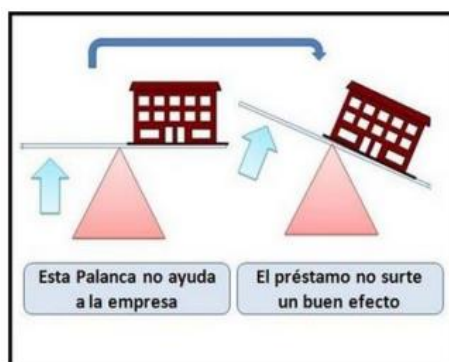 Esta Palanca no ayuda
a la empresa
El préstamo no surte
un buen efecto